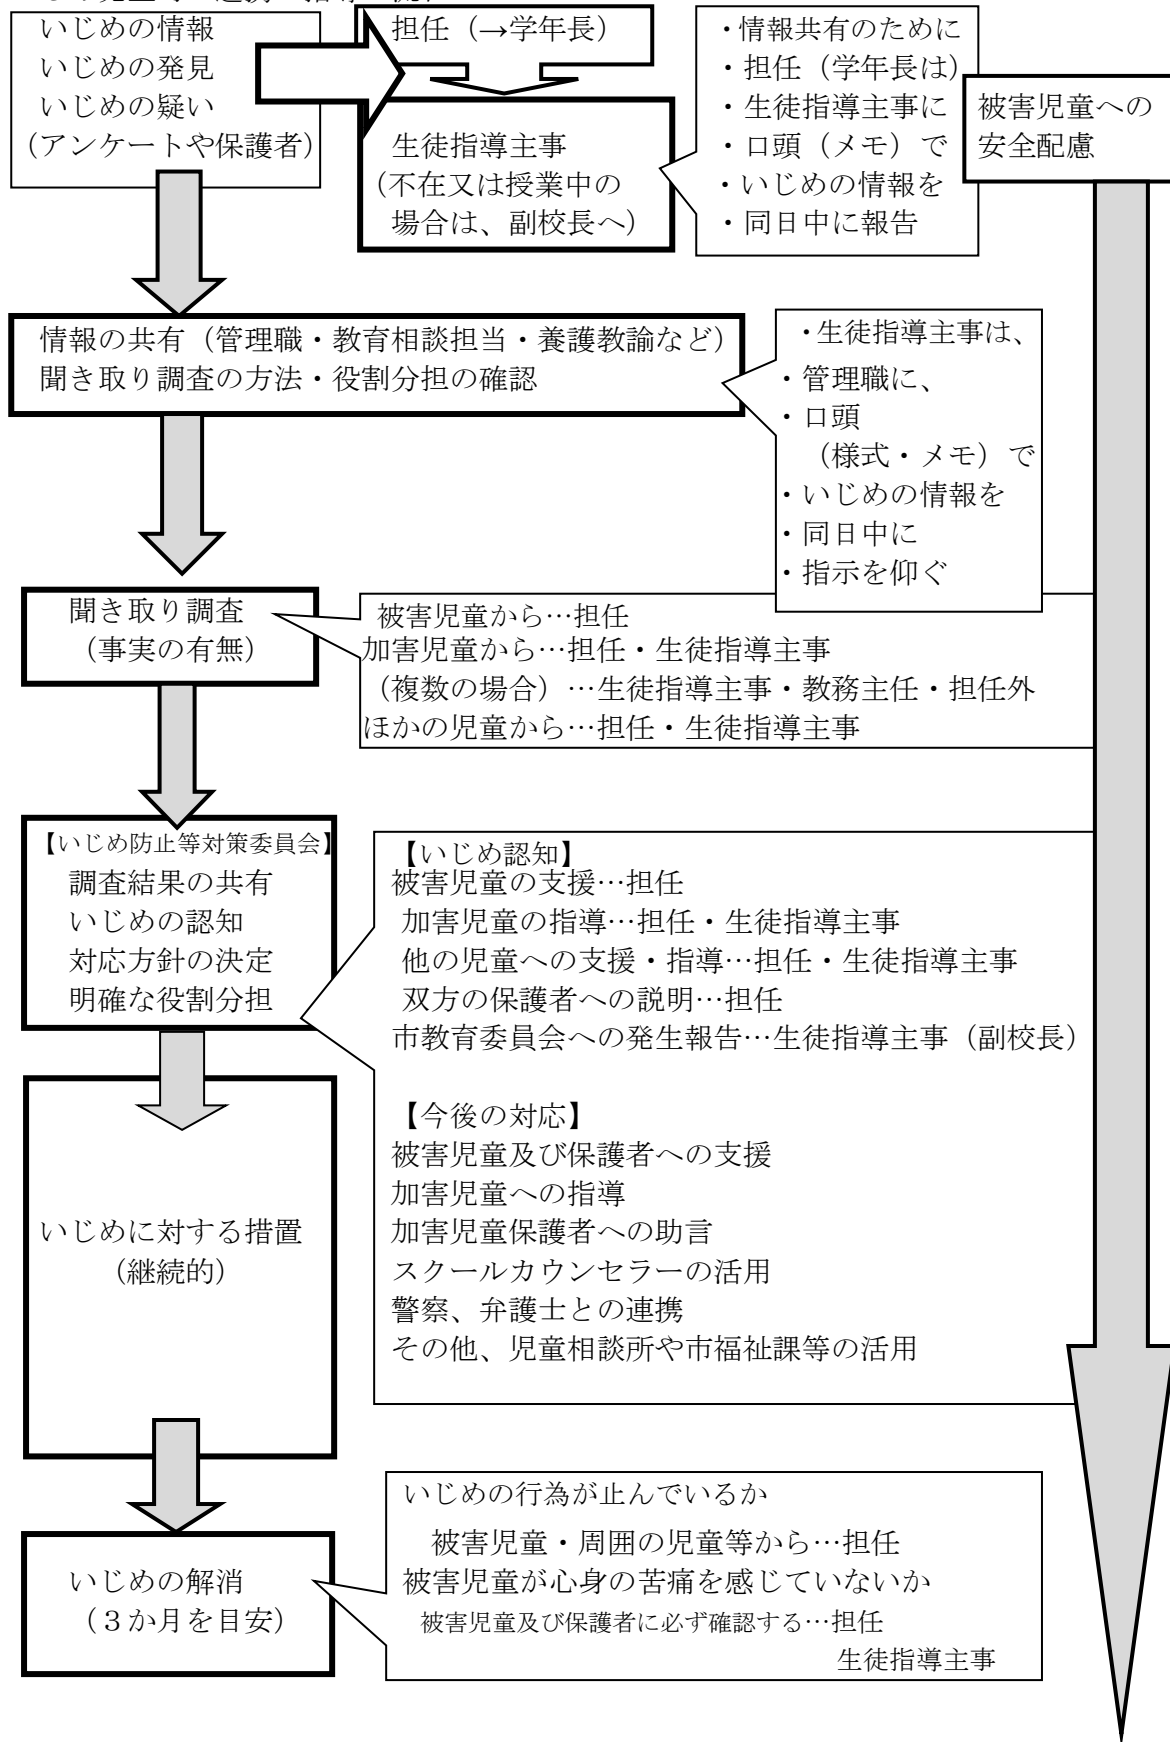 いじめの情報
いじめの発見
いじめの疑い
(アンケートや保護者)
担任（→学年長）
生徒指導主事
(不在又は授業中の
場合は、副校長へ)
・情報共有のために
・担任（学年長は）
・生徒指導主事に
・口頭（メモ）で
・いじめの情報を
・同日中に報告
被害児童への
安全配慮
情報の共有（管理職・教育相談担当・養護教諭など）
聞き取り調査の方法・役割分担の確認
・生徒指導主事は、
・管理職に、
・口頭
（様式・メモ）で
・いじめの情報を
・同日中に
・指示を仰ぐ
聞き取り調査
（事実の有無）
被害児童から…担任
加害児童から…担任・生徒指導主事
（複数の場合）…生徒指導主事・教務主任・担任外
ほかの児童から…担任・生徒指導主事
【いじめ防止等対策委員会】
調査結果の共有
いじめの認知
対応方針の決定
明確な役割分担
【いじめ認知】
被害児童の支援…担任
加害児童の指導…担任・生徒指導主事
他の児童への支援・指導…担任・生徒指導主事
双方の保護者への説明…担任
市教育委員会への発生報告…生徒指導主事（副校長）
【今後の対応】
被害児童及び保護者への支援
加害児童への指導
加害児童保護者への助言
スクールカウンセラーの活用
警察、弁護士との連携
その他、児童相談所や市福祉課等の活用
いじめに対する措置
（継続的）
いじめの解消
（３か月を目安）
いじめの行為が止んでいるか
被害児童・周囲の児童等から…担任
被害児童が心身の苦痛を感じていないか
被害児童及び保護者に必ず確認する…担任
生徒指導主事